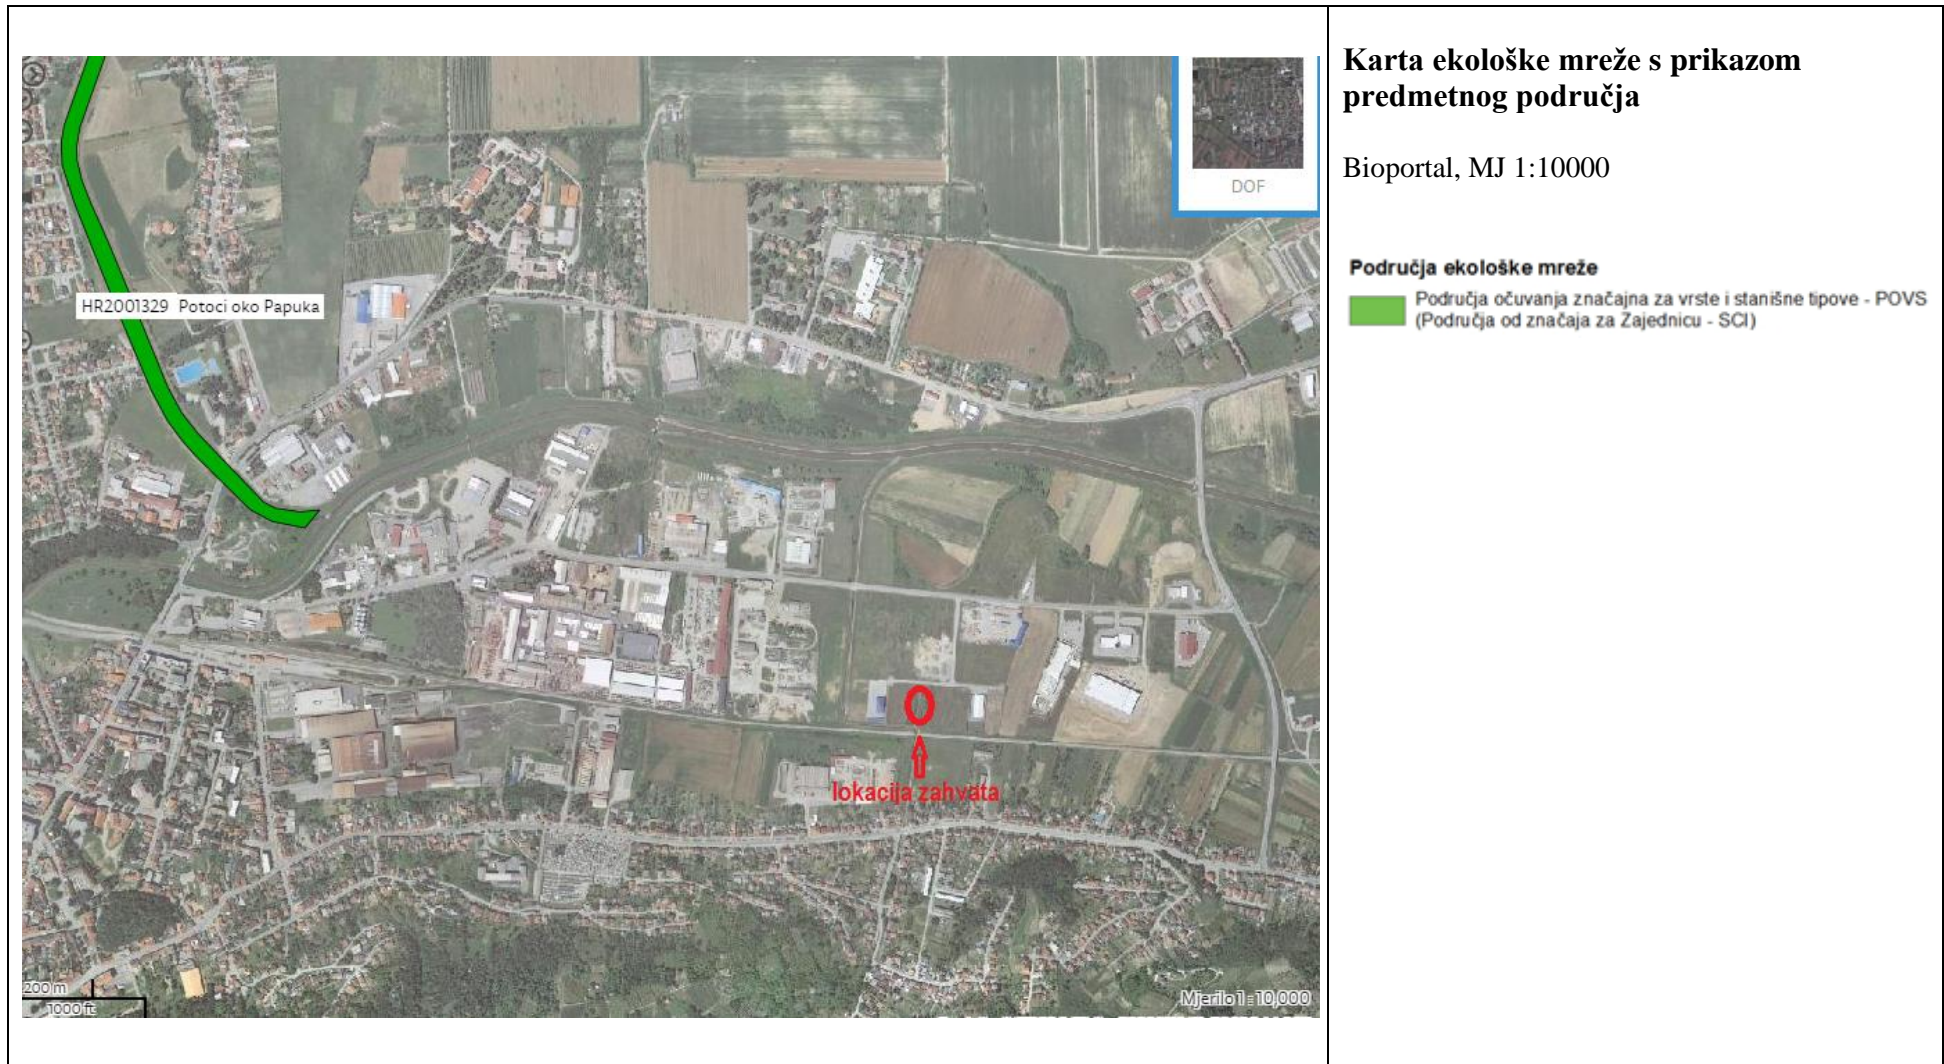 Karta ekološke mreže s prikazom
predmetnog područja
Bioportal, MJ 1:10000
Područja ekološke mreže
Područja očuvanja značajna za vrste i stanišne tipove - POVS
(Područja od značaja za Zajednicu - SCI)
DOF
HR2001329 Potoci oko Papuka
lokacija zahvata
200 m
1000 ft
Mjerilo 1 : 10,000